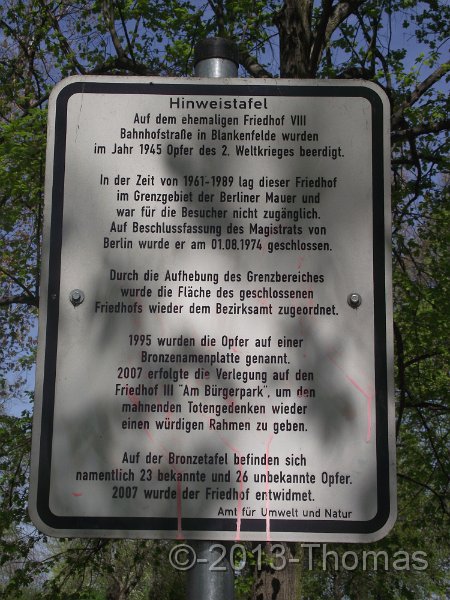 Hinweistafel
Auf dem ehemaligen Friedhof VIII
Bahnhofstraße in Blankenfelde wurden
im Jahr 1945 Opfer des 2. Weltkrieges beerdigt.
In der Zeit von 1961-1989 lag dieser Friedhof
im Grenzgebiet der Berliner Mauer und
war für die Besucher nicht zugänglich.
Auf Beschlussfassung des Magistrats von
Berlin wurde er am 01.08.1974 geschlossen.
Durch die Aufhebung des Grenzbereiches
wurde die Fläche des geschlossenen
Friedhofs wieder dem Bezirksamt zugeordnet.
1995 wurden die Opfer auf einer
Bronzenamenplatte genannt.
2007 erfolgte die Verlegung auf den
Friedhof III "Am Bürgerpark", um den
mahnenden Totengedenken wieder
einen würdigen Rahmen zu geben.
Auf der Bronzetafel befinden sich
namentlich 23 bekannte und 26 unbekannte Opfer.
2007 wurde der Friedhof entwidmet.
Amt für Umwelt und Natur
©-2013-Thomas